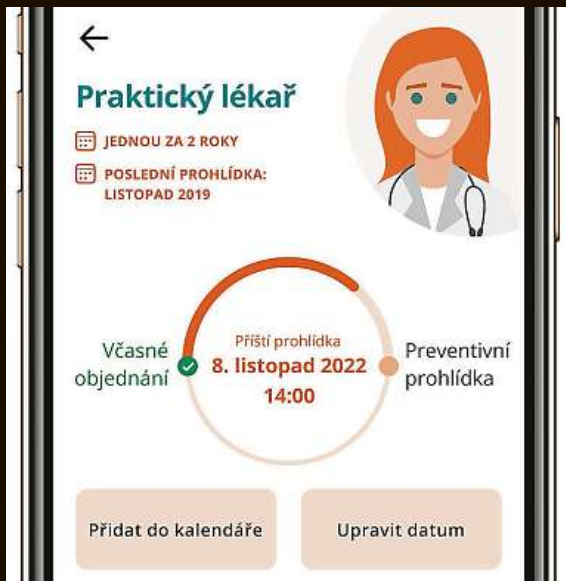 Praktický lékař
JEDNOU ZA 2 ROKY
POSLEDNÍ PROHLÍDKA:
LISTOPAD 2019
Včasné
objednání
Příští prohlídka
8. listopad 2022
14:00
Preventivní
prohlídka
Přidat do kalendáře
Upravit datum